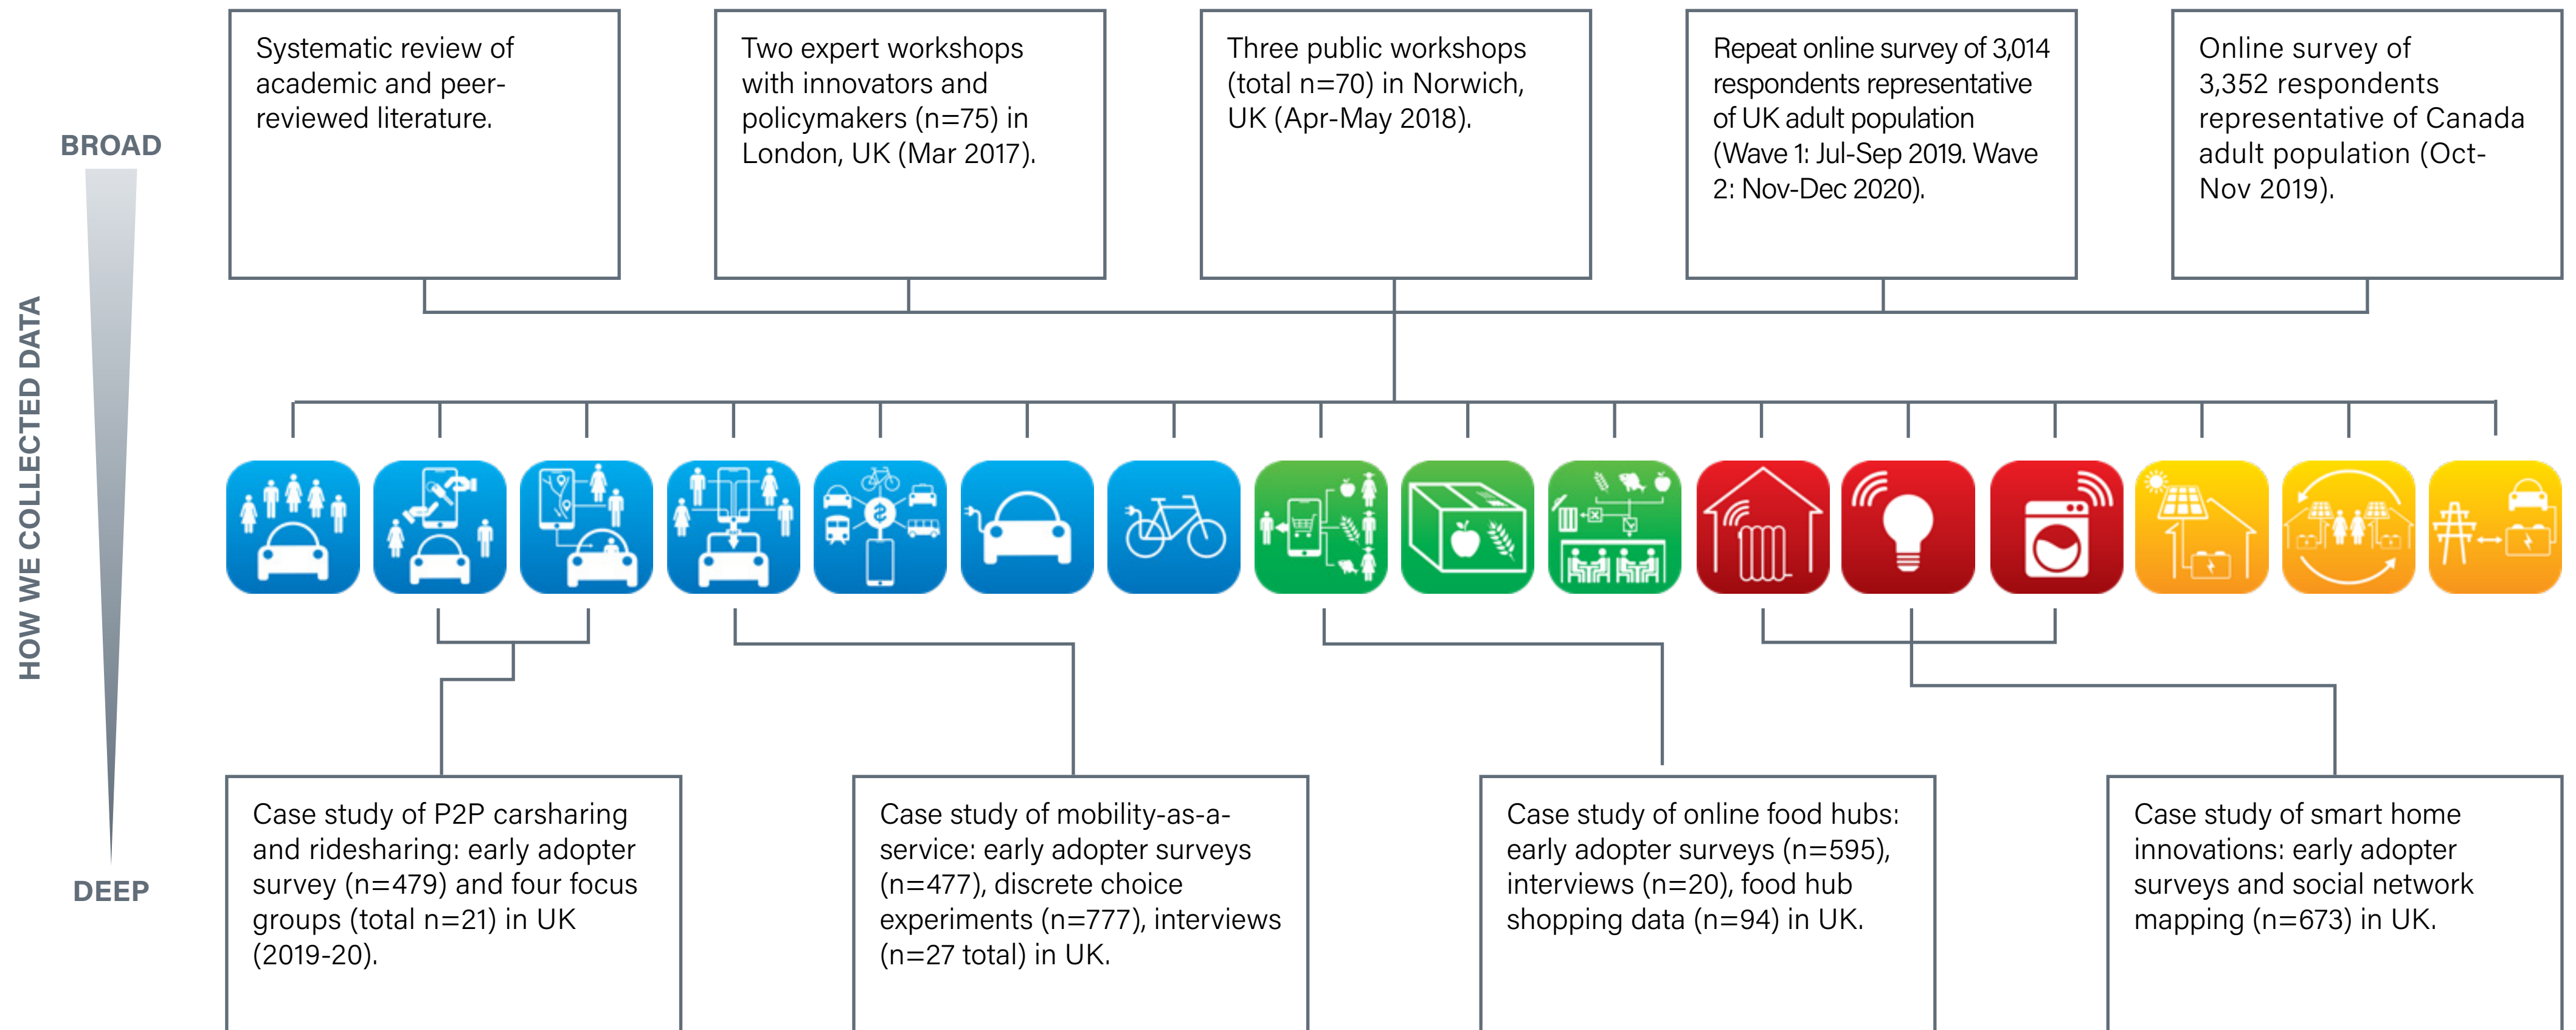 Systematic review of
academic and peer-
reviewed literature.
Two expert workshops
with innovators and
policymakers (n=75) in
London, UK (Mar 2017).
Three public workshops
(total n=70) in Norwich,
UK (Apr-May 2018).
Repeat online survey of 3,014
respondents representative
of UK adult population
(Wave 1: Jul-Sep 2019. Wave
2: Nov-Dec 2020).
Online survey of
3,352 respondents
representative of Canada
adult population (Oct-
Nov 2019).
BROAD
HOW WE COLLECTED DATA
DEEP
Case study of P2P carsharing
and ridesharing: early adopter
survey (n=479) and four focus
groups (total n=21) in UK
(2019-20).
Case study of mobility-as-a-
service: early adopter surveys
(n=477), discrete choice
experiments (n=777), interviews
(n=27 total) in UK.
Case study of online food hubs:
early adopter surveys (n=595),
interviews (n=20), food hub
shopping data (n=94) in UK.
Case study of smart home
innovations: early adopter
surveys and social network
mapping (n=673) in UK.